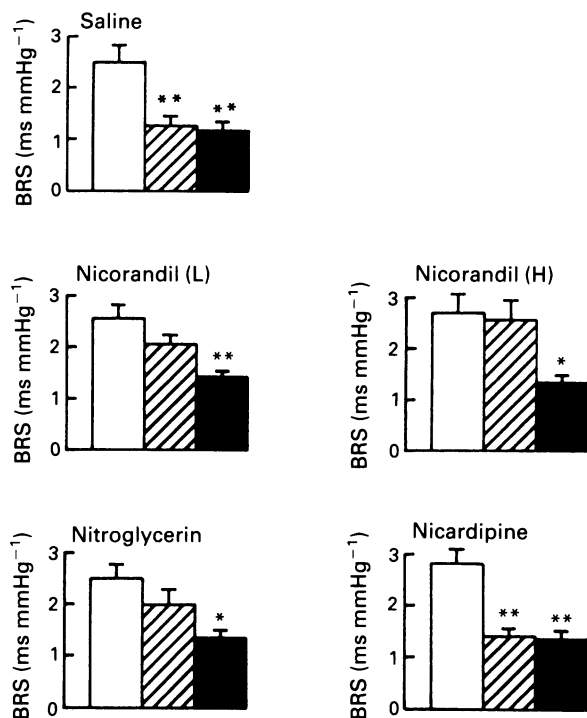 Saline
BRS (ms mmHg⁻¹)
3
2
1
0
**
**
Nicorandil (L)
BRS (ms mmHg⁻¹)
3
2
1
0
**
Nicorandil (H)
BRS (ms mmHg⁻¹)
3
2
1
0
*
Nitroglycerin
BRS (ms mmHg⁻¹)
3
2
1
0
*
Nicardipine
BRS (ms mmHg⁻¹)
3
2
1
0
**
**